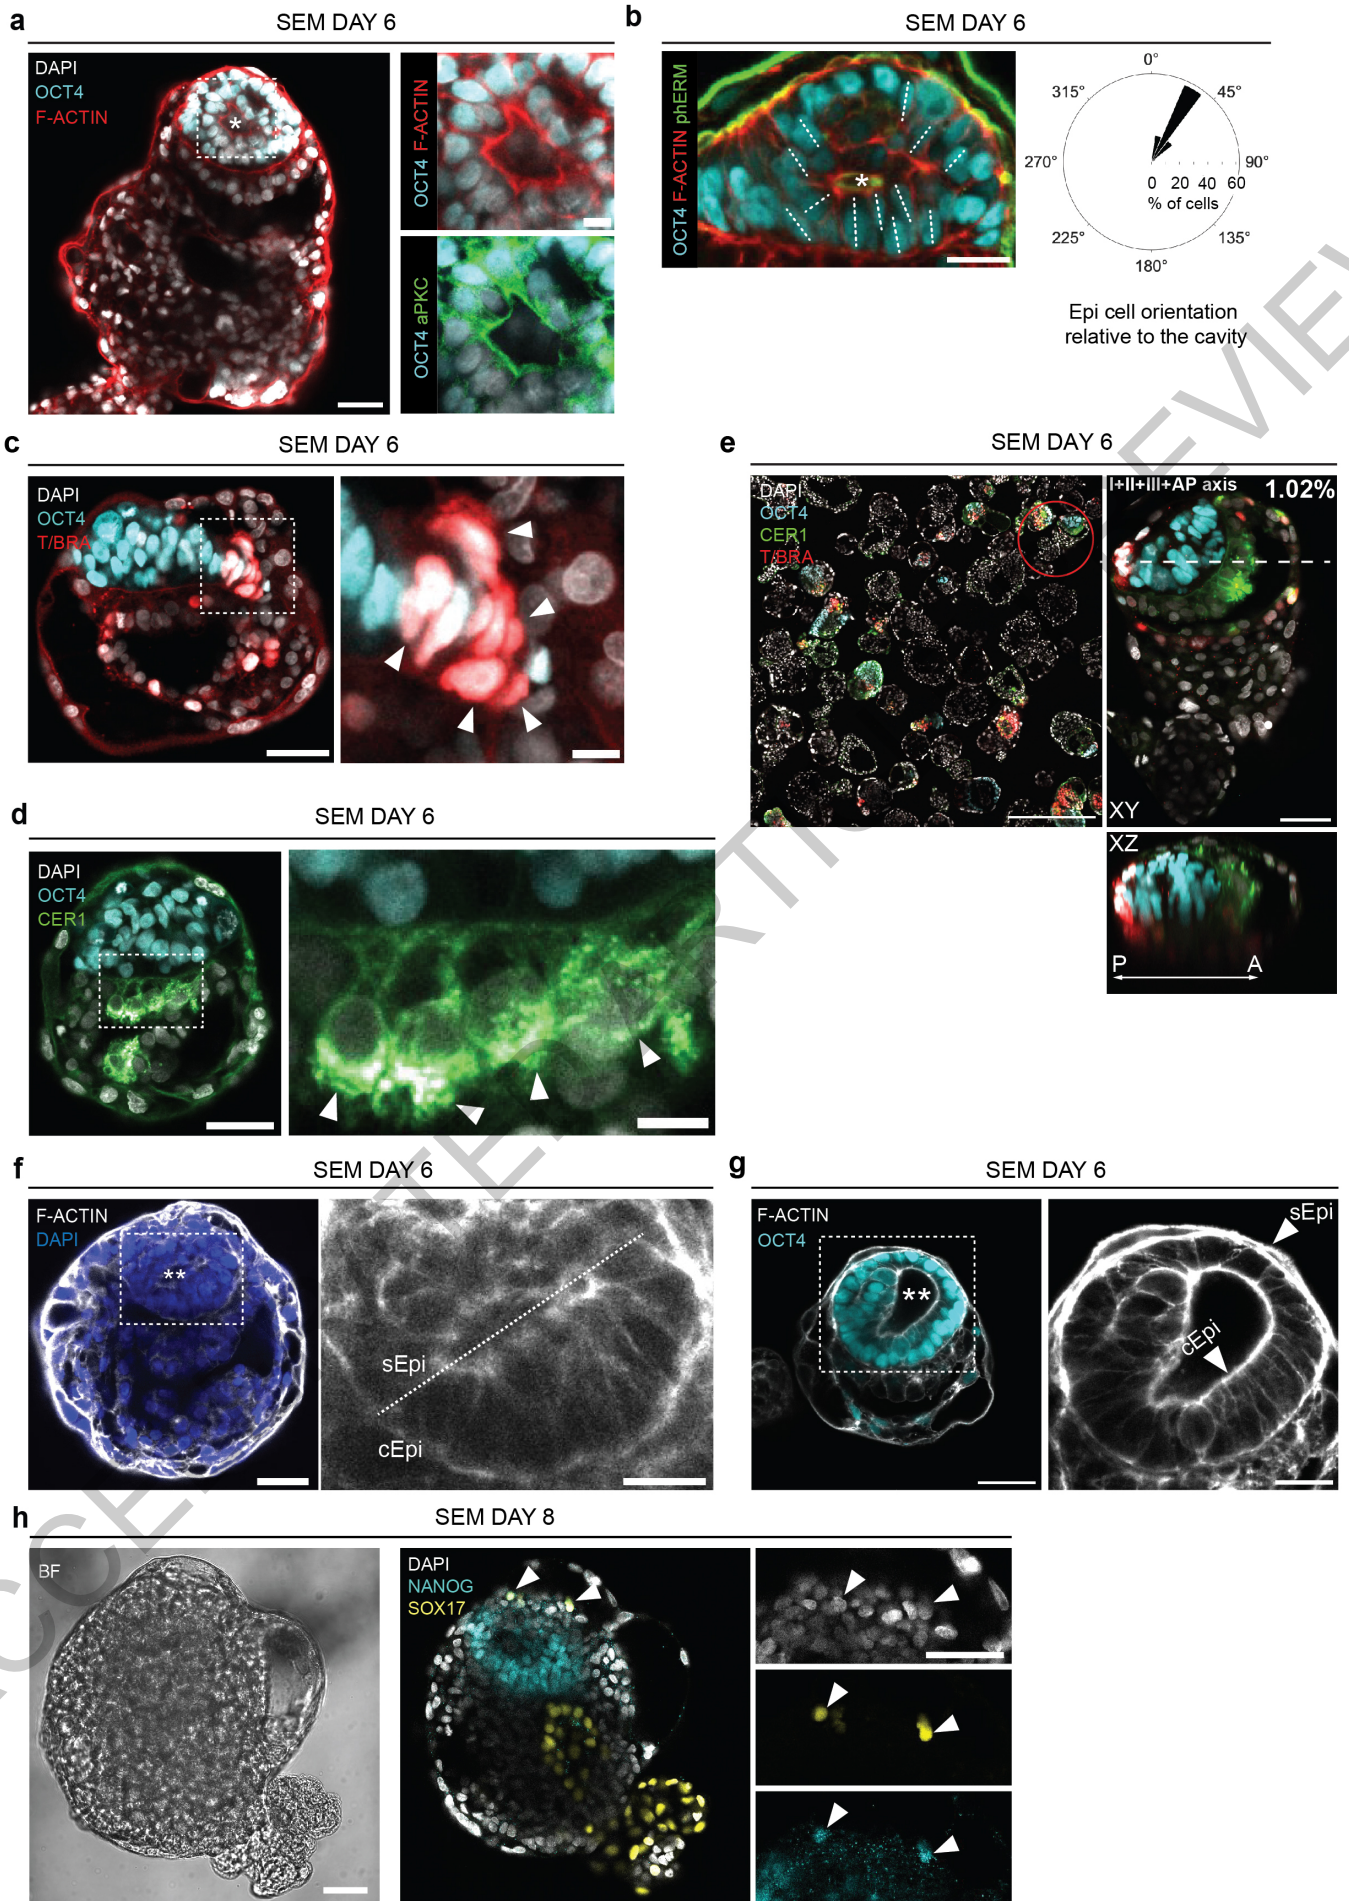 a
SEM DAY 6
DAPI
OCT4
F-ACTIN
*
OCT4 F-ACTIN
OCT4 aPKC
b
SEM DAY 6
OCT4 F-ACTIN phERM
*
0°
45°
90°
135°
180°
225°
270°
315°
0 20 40 60
% of cells
Epi cell orientation
relative to the cavity
c
SEM DAY 6
DAPI
OCT4
T/BRA
e
SEM DAY 6
DAPI
OCT4
CER1
T/BRA
I+II+III+AP axis 1.02%
XY
XZ
P A
d
SEM DAY 6
DAPI
OCT4
CER1
f
SEM DAY 6
F-ACTIN
DAPI
**
sEpi
cEpi
g
SEM DAY 6
F-ACTIN
OCT4
**
sEpi
cEpi
h
SEM DAY 8
BF
DAPI
NANOG
SOX17